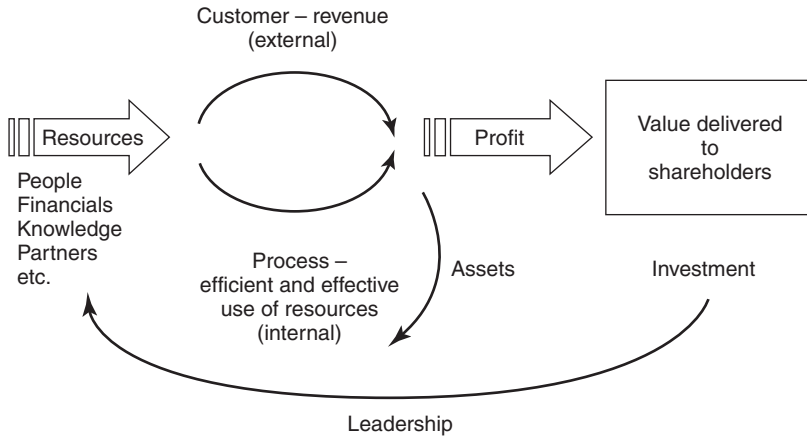 Customer – revenue
(external)
Resources
Profit
Value delivered
to
shareholders
People
Financials
Knowledge
Partners
etc.
Process –
efficient and effective
use of resources
(internal)
Assets
Investment
Leadership